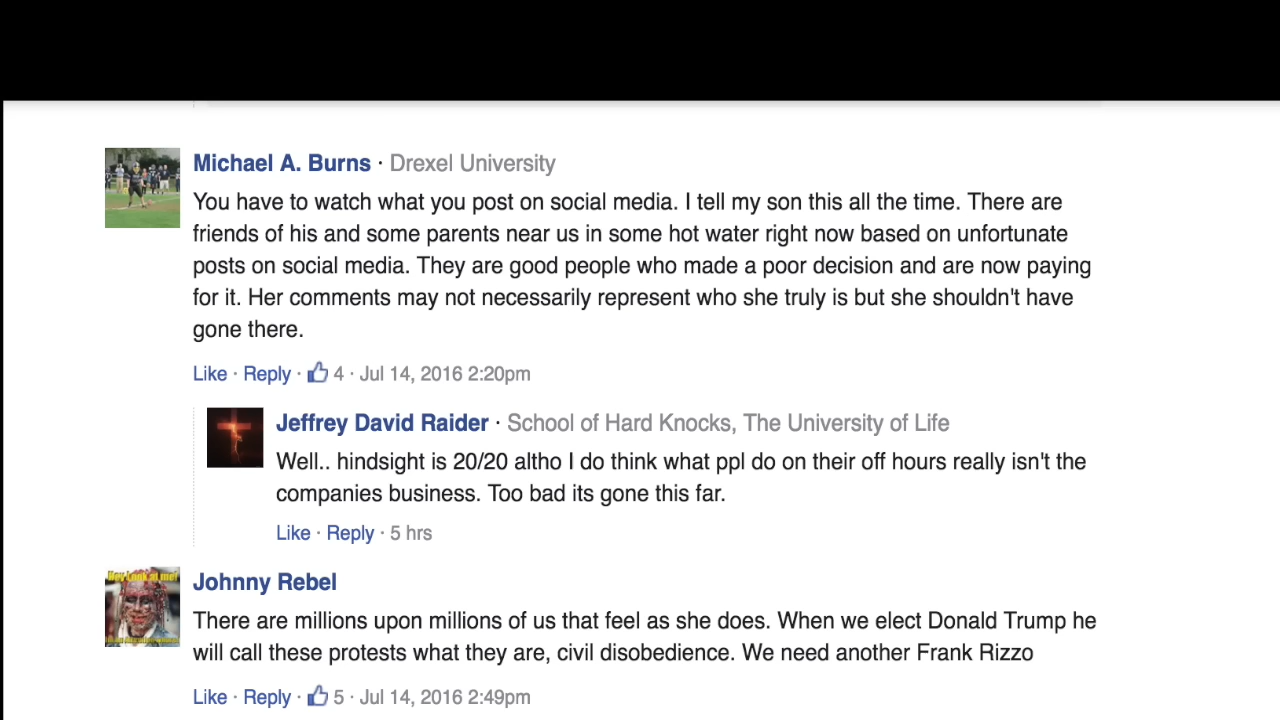 Michael A. Burns · Drexel University
You have to watch what you post on social media. I tell my son this all the time. There are
friends of his and some parents near us in some hot water right now based on unfortunate
posts on social media. They are good people who made a poor decision and are now paying
for it. Her comments may not necessarily represent who she truly is but she shouldn't have
gone there.
Like · Reply · 4 · Jul 14, 2016 2:20pm
Jeffrey David Raider · School of Hard Knocks, The University of Life
Well.. hindsight is 20/20 altho I do think what ppl do on their off hours really isn't the
companies business. Too bad its gone this far.
Like · Reply · 5 hrs
Hey Look at me!
Johnny Rebel
There are millions upon millions of us that feel as she does. When we elect Donald Trump he
will call these protests what they are, civil disobedience. We need another Frank Rizzo
Like · Reply · 5 · Jul 14, 2016 2:49pm